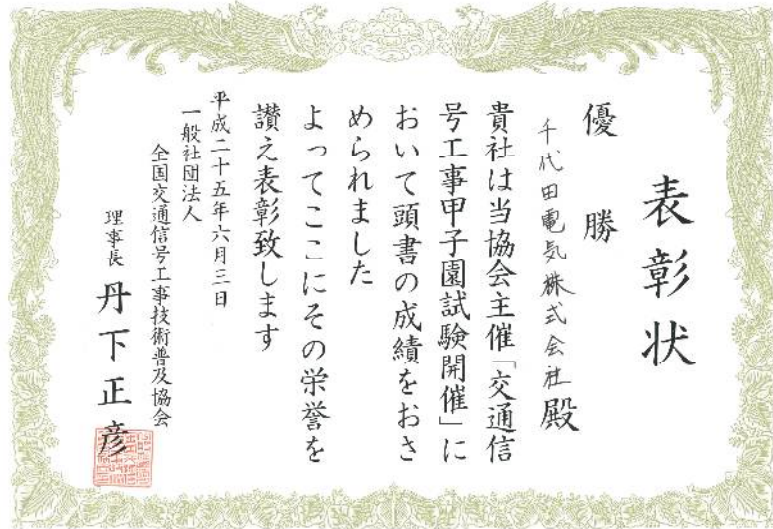 表彰状
優勝
千代田電気株式会社殿
貴社は当協会主催「交通信
号工事甲子園試験開催」に
おいて頭書の成績をおさ
められました
よってここにその栄誉を
讃え表彰致します
平成二十五年六月三日
一般社団法人
全国交通信号工事技術普及協会
理事長 丹下正彦